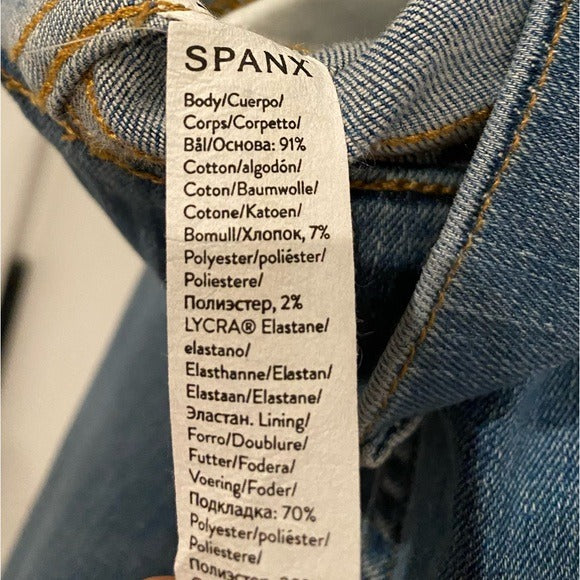 SPANX
Body/Cuerpo/
Corps/Corpetto/
Bål/Основа: 91%
Cotton/algodón/
Coton/Baumwolle/
Cotone/Katoen/
Bomull/Хлопок, 7%
Polyester/poliéster/
Poliestere/
Полиэстер, 2%
LYCRA® Elastane/
elastano/
Elasthanne/Elastan/
Elastaan/Elastane/
Эластан. Lining/
Forro/Doublure/
Futter/Fodera/
Voering/Foder/
Подкладка: 70%
Polyester/poliéster/
Poliestere/